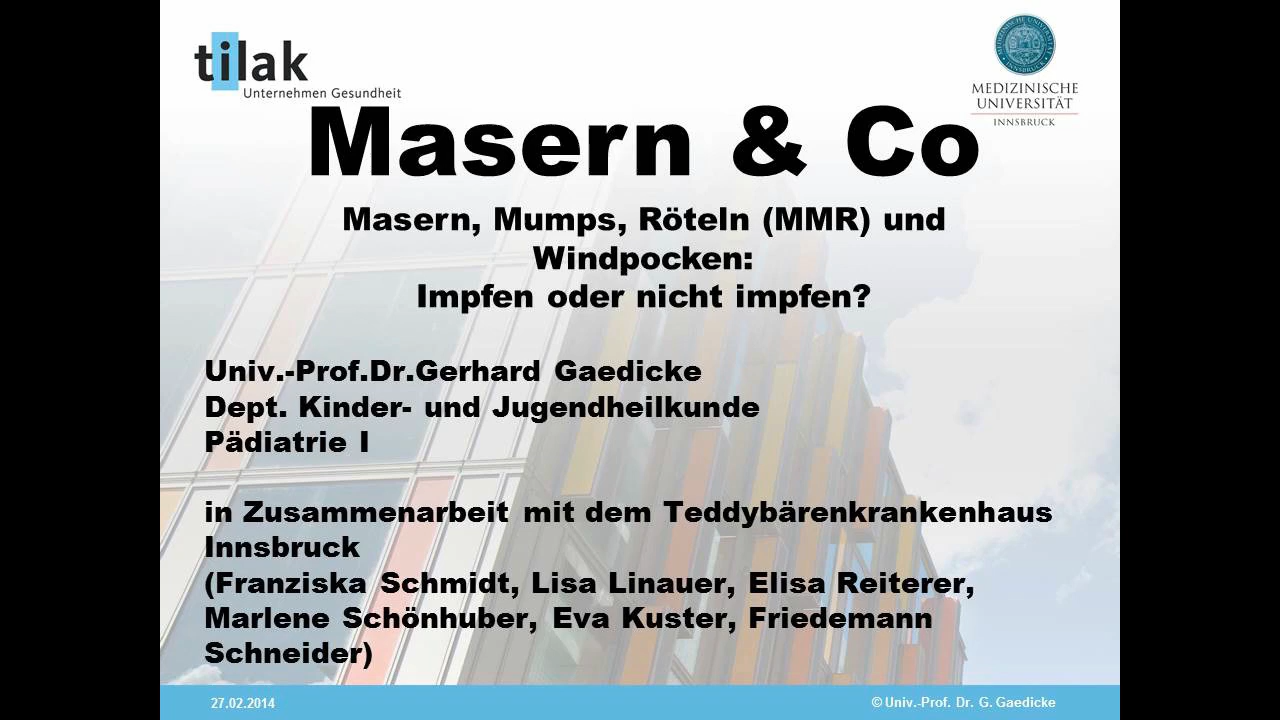 tilak
Unternehmen Gesundheit
MEDIZINISCHE
UNIVERSITÄT
INNSBRUCK
Masern & Co
Masern, Mumps, Röteln (MMR) und
Windpocken:
Impfen oder nicht impfen?
Univ.-Prof.Dr.Gerhard Gaedicke
Dept. Kinder- und Jugendheilkunde
Pädiatrie I
in Zusammenarbeit mit dem Teddybärenkrankenhaus
Innsbruck
(Franziska Schmidt, Lisa Linauer, Elisa Reiterer,
Marlene Schönhuber, Eva Kuster, Friedemann
Schneider)
27.02.2014
© Univ.-Prof. Dr. G. Gaedicke